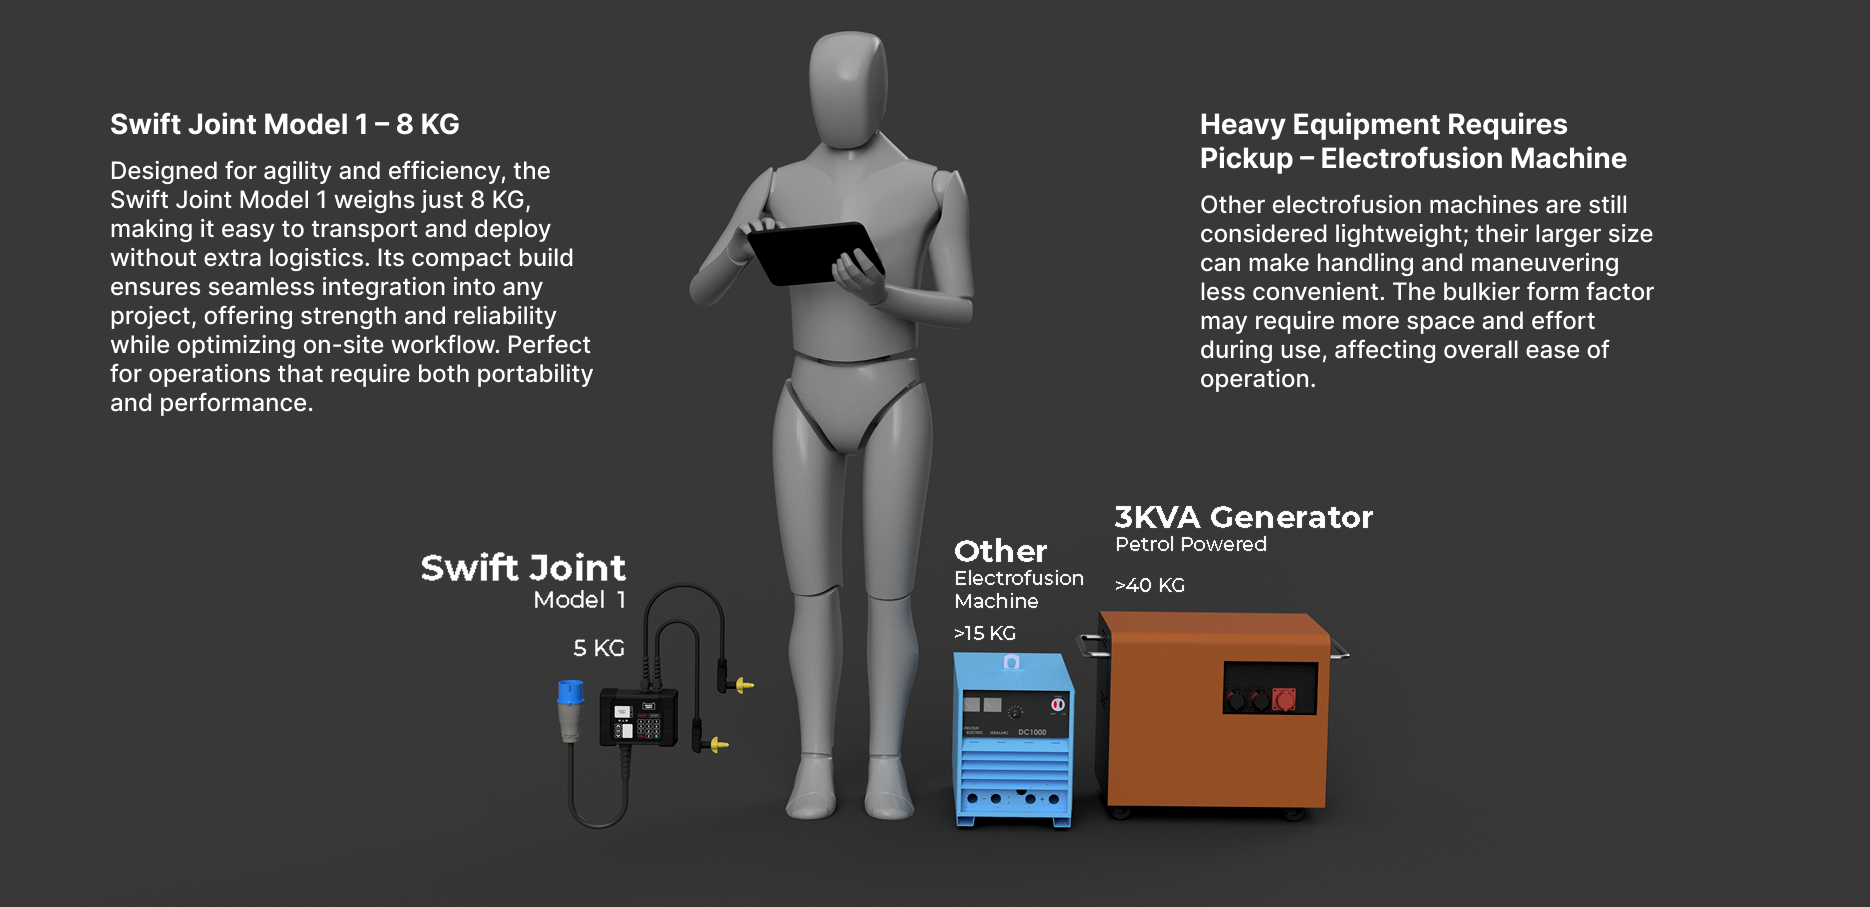 Swift Joint Model 1 – 8 KG
Designed for agility and efficiency, the
Swift Joint Model 1 weighs just 8 KG,
making it easy to transport and deploy
without extra logistics. Its compact build
ensures seamless integration into any
project, offering strength and reliability
while optimizing on-site workflow. Perfect
for operations that require both portability
and performance.
Heavy Equipment Requires
Pickup – Electrofusion Machine
Other electrofusion machines are still
considered lightweight; their larger size
can make handling and maneuvering
less convenient. The bulkier form factor
may require more space and effort
during use, affecting overall ease of
operation.
Swift Joint
Model 1
5 KG
Other
Electrofusion
Machine
>15 KG
3KVA Generator
Petrol Powered
>40 KG
ELECTRIC
IDEALARC
DC1000